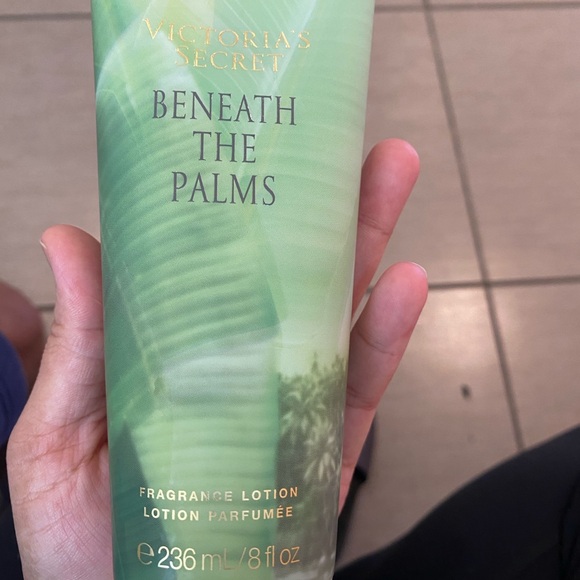 VICTORIA'S
SECRET
BENEATH
THE
PALMS
FRAGRANCE LOTION
LOTION PARFUMÉE
℮ 236 mL/8 fl oz